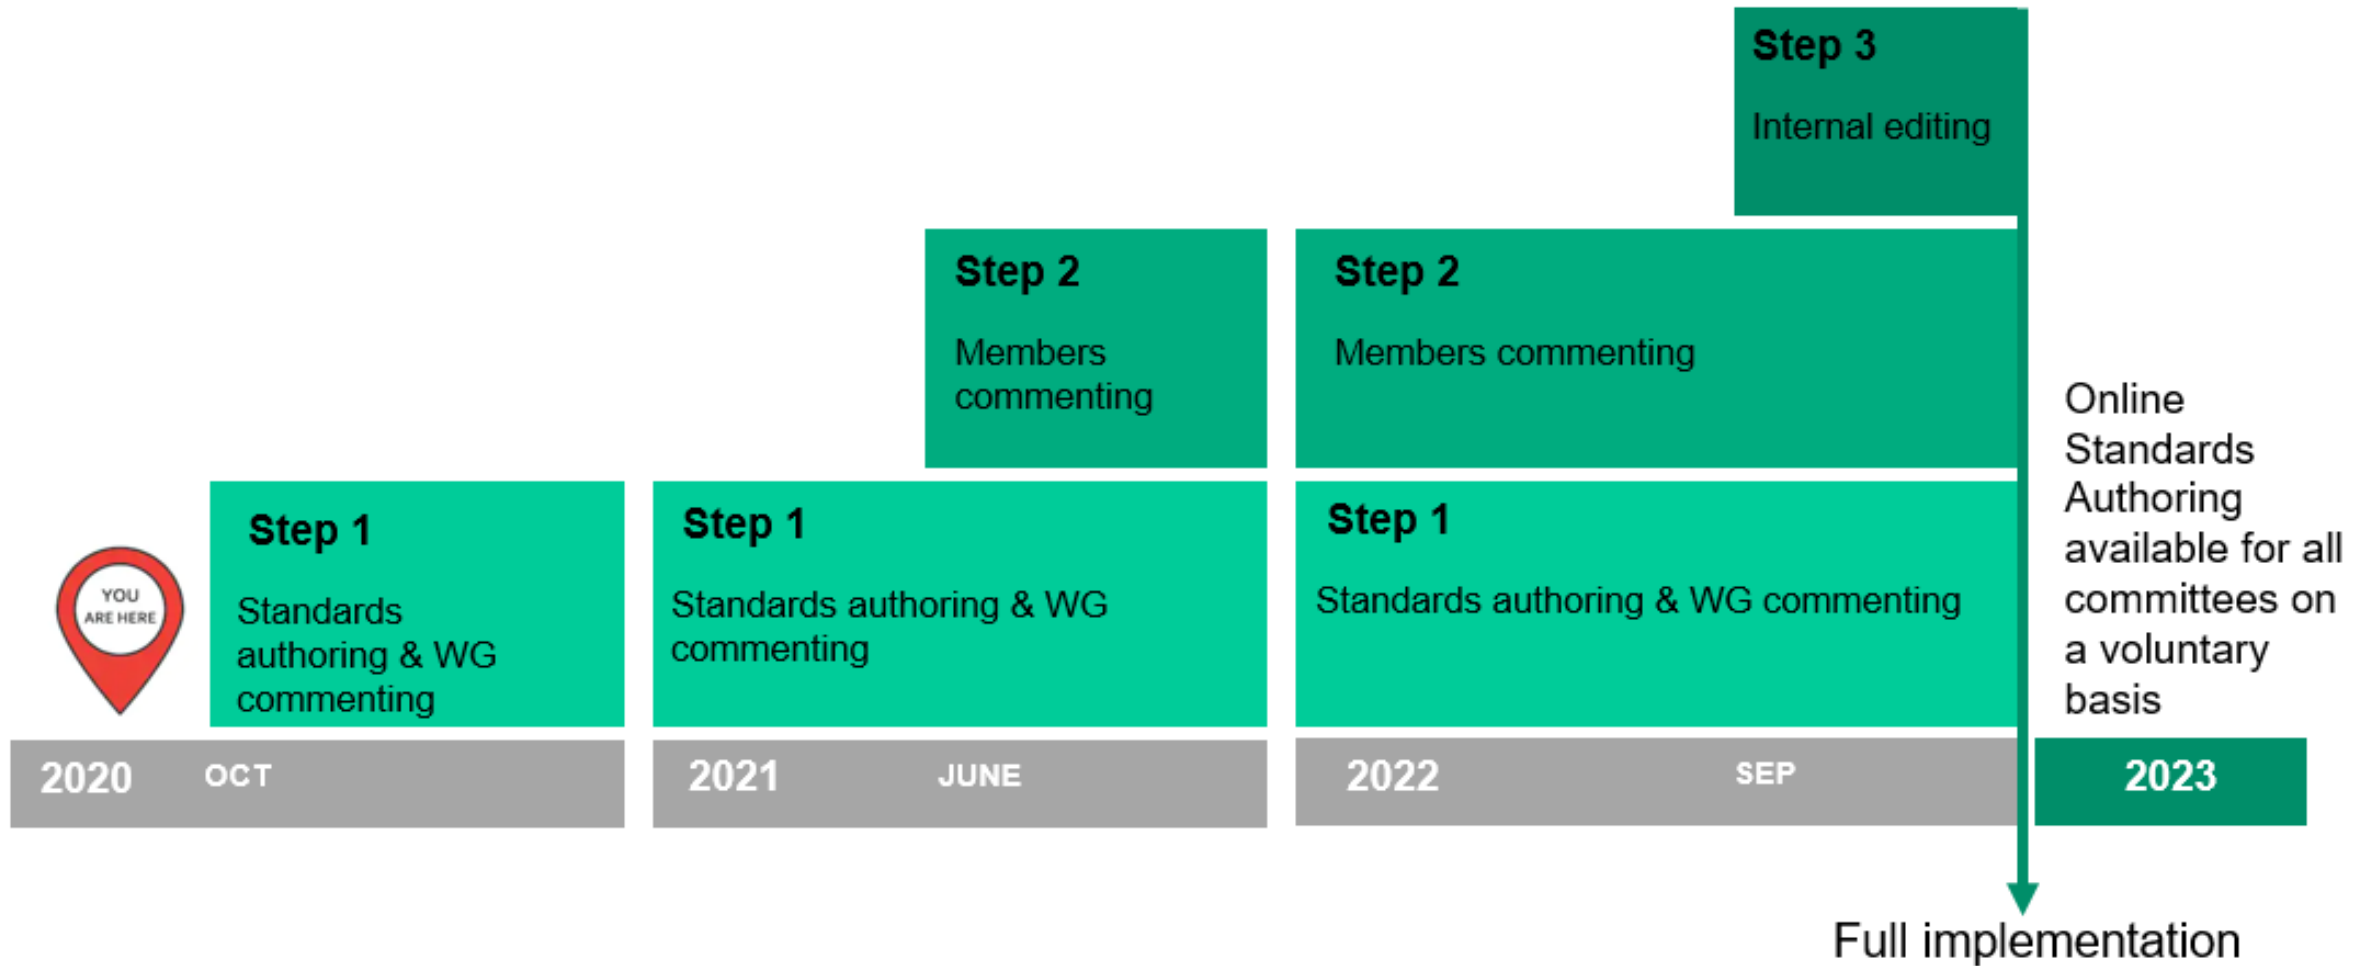 Step 3
Internal editing
Step 2
Members
commenting
Step 2
Members commenting
Online
Standards
Authoring
available for all
committees on
a voluntary
basis
YOU
ARE HERE
Step 1
Standards
authoring & WG
commenting
Step 1
Standards authoring & WG
commenting
Step 1
Standards authoring & WG commenting
2020 OCT
2021 JUNE
2022 SEP
2023
Full implementation